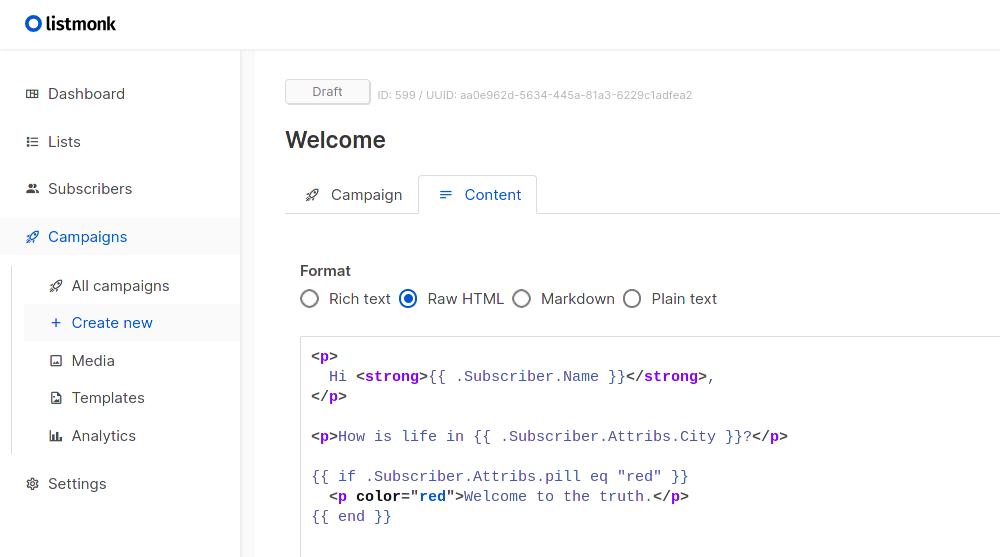 listmonk
Dashboard
Lists
Subscribers
Campaigns
All campaigns
+ Create new
Media
Templates
Analytics
Settings
Draft
ID: 599 / UUID: aa0e962d-5634-445a-81a3-6229c1adfea2
Welcome
Campaign
Content
Format
Rich text Raw HTML Markdown Plain text
<p>
  Hi <strong>{{ .Subscriber.Name }}</strong>,
</p>
<p>How is life in {{ .Subscriber.Attribs.City }}?</p>
{{ if .Subscriber.Attribs.pill eq "red" }}
  <p color="red">Welcome to the truth.</p>
{{ end }}